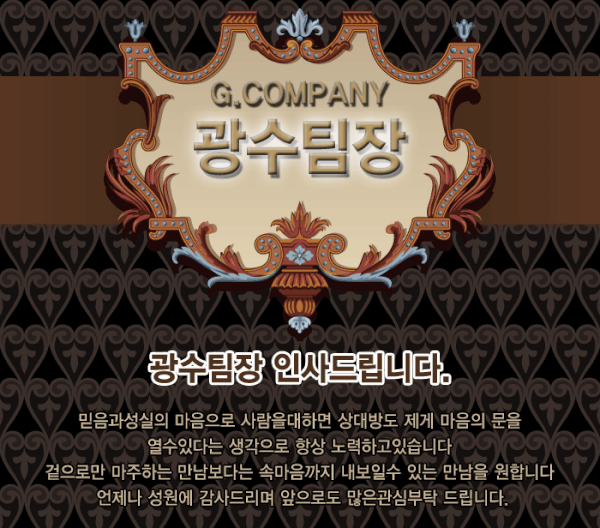 G.COMPANY
광수팀장
광수팀장 인사드립니다.
믿음과성실의 마음으로 사람을대하면 상대방도 제게 마음의 문을
열수있다는 생각으로 항상 노력하고있습니다
겉으로만 마주하는 만남보다는 속마음까지 내보일수 있는 만남을 원합니다
언제나 성원에 감사드리며 앞으로도 많은관심부탁 드립니다.